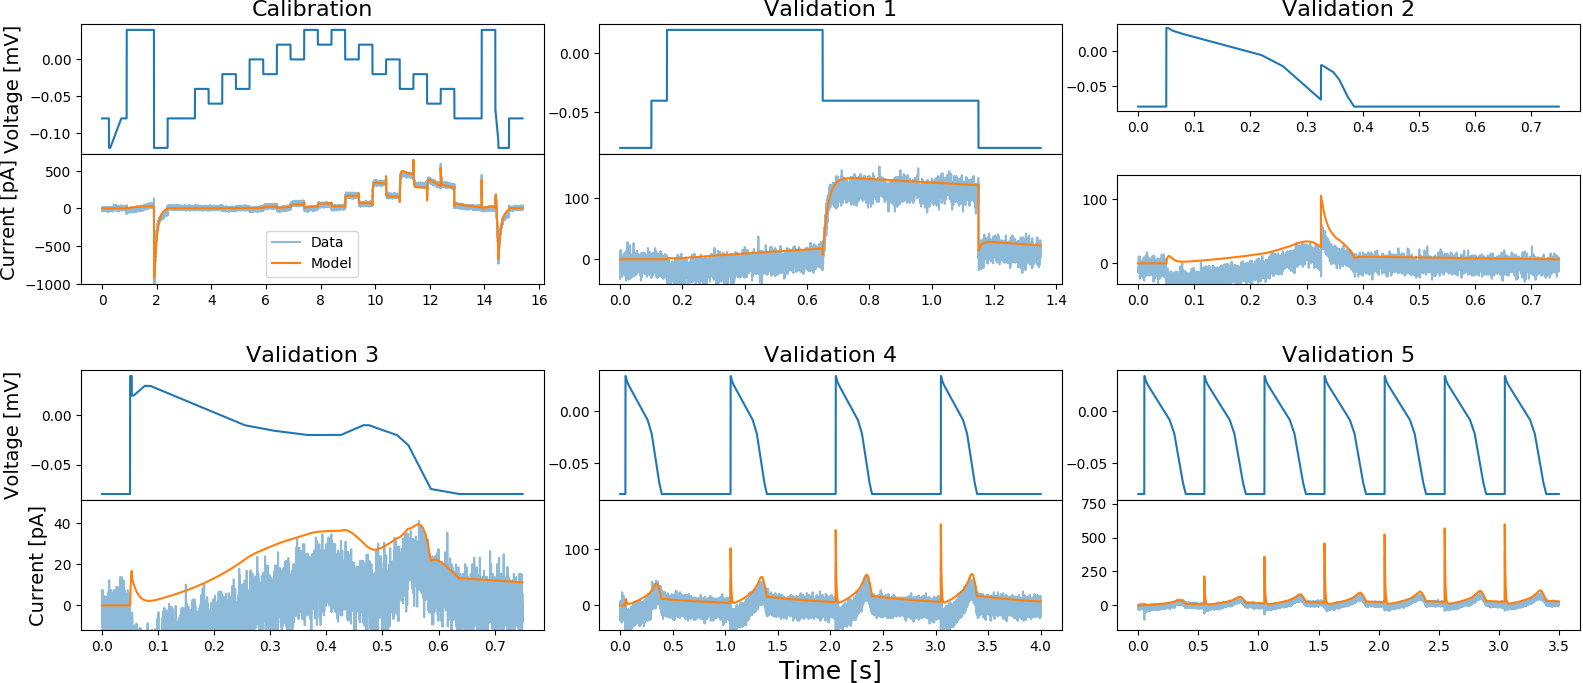 Calibration
Validation 1
Validation 2
Voltage [mV]
0.00
−0.05
−0.10
0.00
−0.05
0.00
−0.05
0.0 0.1 0.2 0.3 0.4 0.5 0.6 0.7
Current [pA]
500
0
−500
−1000
Data
Model
100
0
100
0
0 2 4 6 8 10 12 14 16
0.0 0.2 0.4 0.6 0.8 1.0 1.2 1.4
0.0 0.1 0.2 0.3 0.4 0.5 0.6 0.7
Validation 3
Validation 4
Validation 5
Voltage [mV]
0.00
−0.05
0.00
−0.05
0.00
−0.05
Current [pA]
40
20
0
100
0
750
500
250
0
0.0 0.1 0.2 0.3 0.4 0.5 0.6 0.7
0.0 0.5 1.0 1.5 2.0 2.5 3.0 3.5 4.0
0.0 0.5 1.0 1.5 2.0 2.5 3.0 3.5
Time [s]